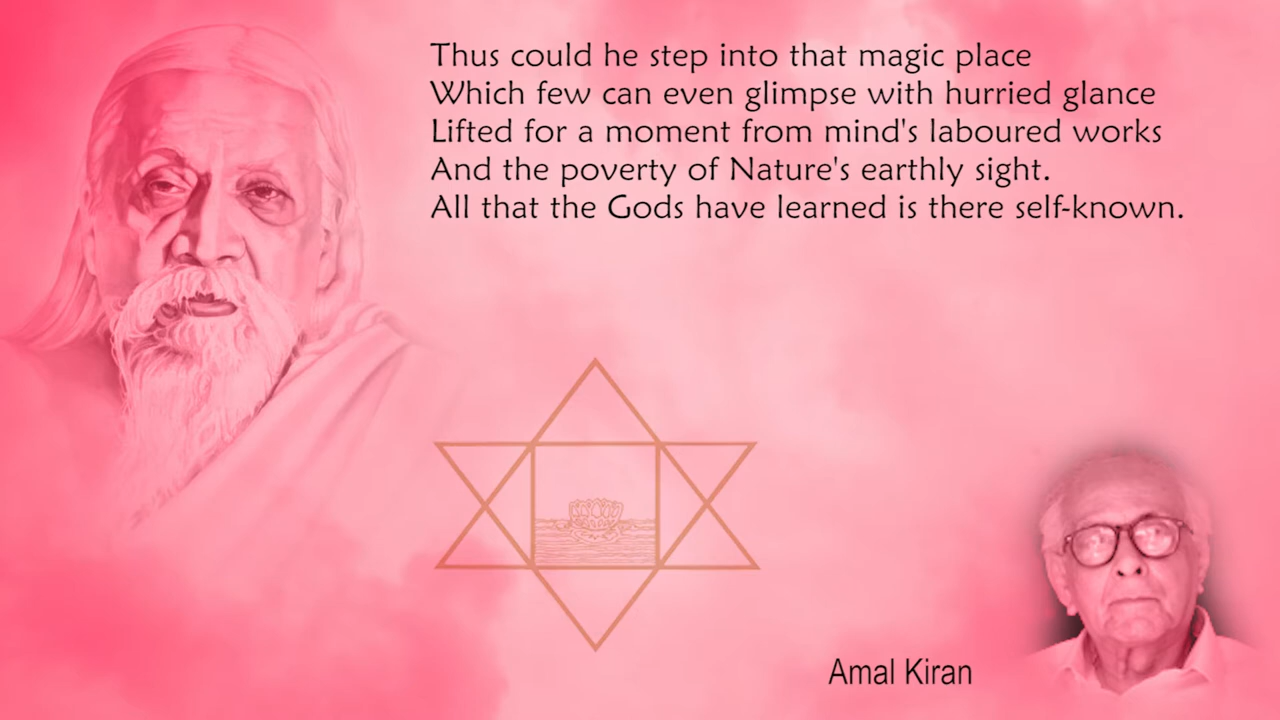 Thus could he step into that magic place
Which few can even glimpse with hurried glance
Lifted for a moment from mind's laboured works
And the poverty of Nature's earthly sight.
All that the Gods have learned is there self-known.
Amal Kiran